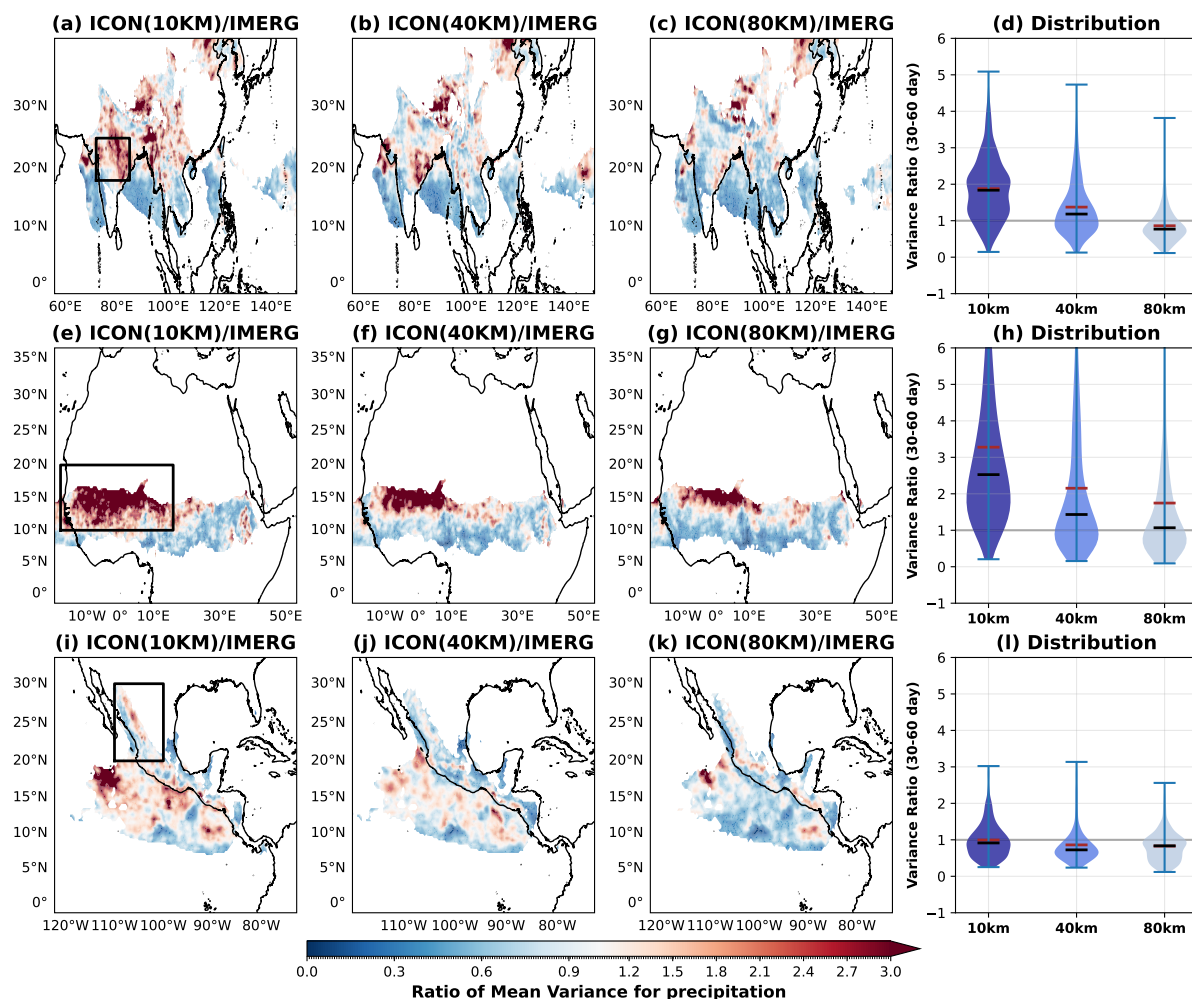 (a) ICON(10KM)/IMERG
(b) ICON(40KM)/IMERG
(c) ICON(80KM)/IMERG
(d) Distribution
30°N
20°N
10°N
0°
60°E 80°E 100°E 120°E 140°E
60°E 80°E 100°E 120°E 140°E
60°E 80°E 100°E 120°E 140°E
Variance Ratio (30-60 day)
6
5
4
3
2
1
0
−1
10km 40km 80km
(e) ICON(10KM)/IMERG
(f) ICON(40KM)/IMERG
(g) ICON(80KM)/IMERG
(h) Distribution
35°N
30°N
25°N
20°N
15°N
10°N
5°N
0°
10°W 0° 10°E 30°E 50°E
10°W 0° 10°E 30°E 50°E
10°W 0° 10°E 30°E 50°E
Variance Ratio (30-60 day)
6
5
4
3
2
1
0
−1
10km 40km 80km
(i) ICON(10KM)/IMERG
(j) ICON(40KM)/IMERG
(k) ICON(80KM)/IMERG
(l) Distribution
30°N
25°N
20°N
15°N
10°N
5°N
0°
120°W 110°W 100°W 90°W 80°W
110°W 100°W 90°W 80°W
110°W 100°W 90°W 80°W
Variance Ratio (30-60 day)
6
5
4
3
2
1
0
−1
10km 40km 80km
0.0 0.3 0.6 0.9 1.2 1.5 1.8 2.1 2.4 2.7 3.0
Ratio of Mean Variance for precipitation